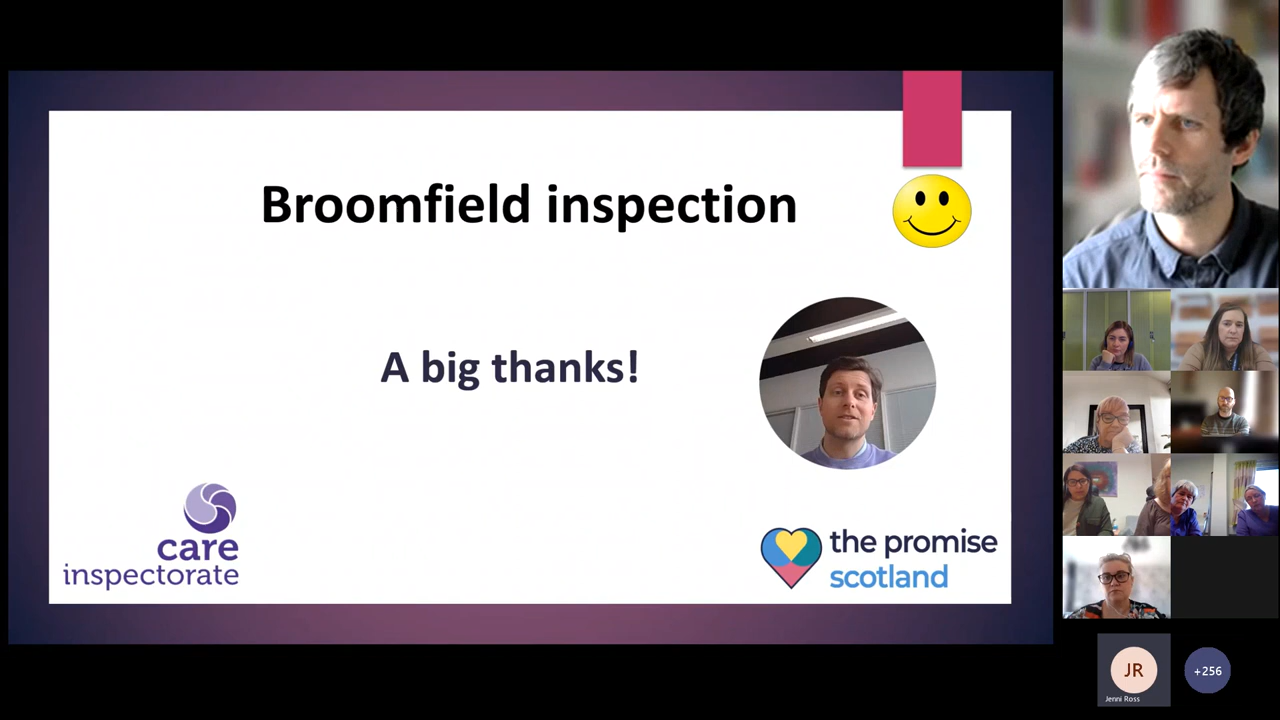 Broomfield inspection
A big thanks!
care
inspectorate
the promise
scotland
JR
Jenni Ross
+256